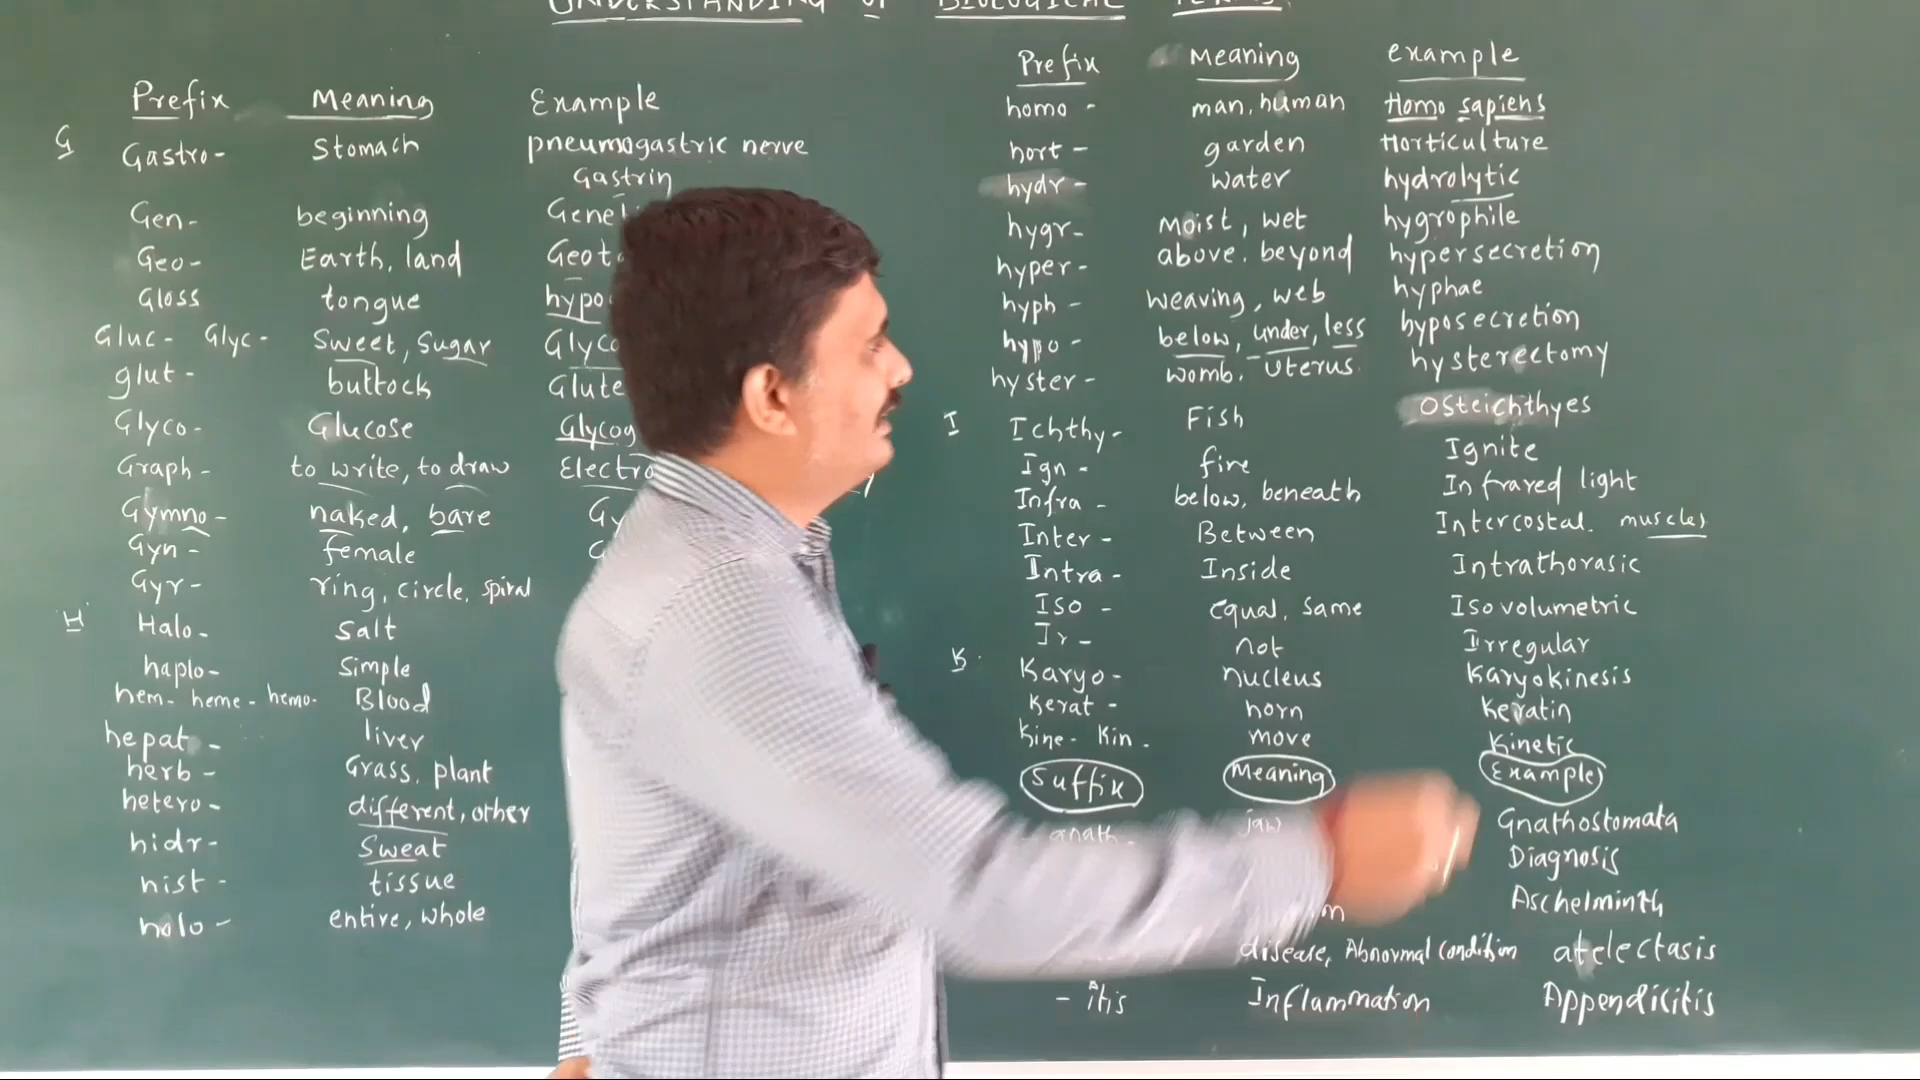 UNDERSTANDING OF BIOLOGICAL TERMS
Prefix Meaning Example
G
Gastro- Stomach pneumogastric nerve
Gastrin
Gen- beginning
Geo- Earth, land
Gloss tongue
Gluc- Glyc- Sweet, Sugar
glut- buttock
Glyco- Glucose
Graph- to write, to draw
Gymno- naked, bare
Gyn- female
Gyr- ring, circle, spiral
H
Halo- Salt
haplo- Simple
hem- heme- hemo- Blood
hepat- liver
herb- Grass, plant
hetero- different, other
hidr- Sweat
hist- tissue
holo- entire, whole
Prefix Meaning example
homo- man, human Homo sapiens
hort- garden Horticulture
hydr- water hydrolytic
hygr- Moist, wet hygrophile
hyper- above, beyond hypersecretion
hyph- weaving, web hyphae
hypo- below, under, less hyposecretion
hyster- womb, uterus hysterectomy
I
Ichthy- Fish Osteichthyes
Ign- fire Ignite
Infra- below, beneath Infrared light
Inter- Between Intercostal muscles
Intra- Inside Intrathorasic
Iso- equal, same Isovolumetric
Ir- not Irregular
K
Karyo- nucleus Karyokinesis
Kerat- horn Keratin
Kine- Kin- move Kinetic
Suffix Meaning Example
gnath jaw Gnathostomata
Diagnosis
Aschelminth
disease, Abnormal Condition atelectasis
-itis Inflammation Appendicitis